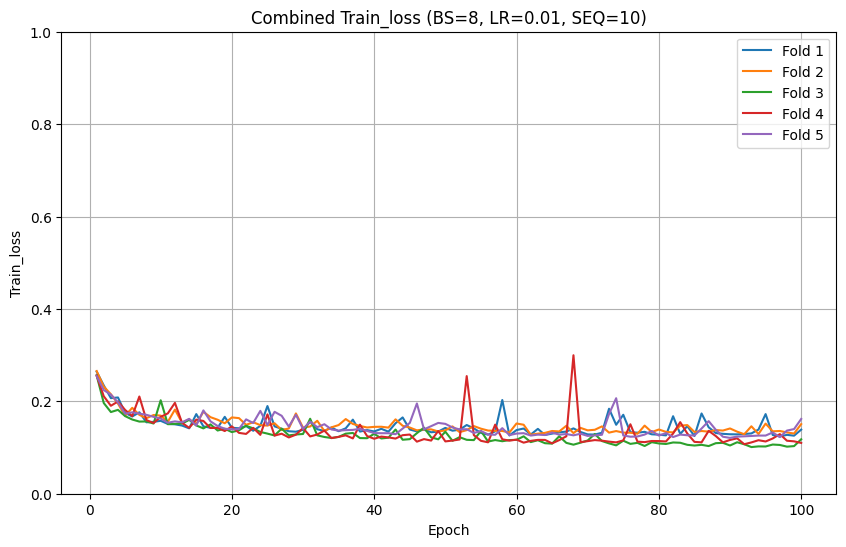 Combined Train_loss (BS=8, LR=0.01, SEQ=10)
1.0
0.8
0.6
0.4
0.2
0.0
Train_loss
Fold 1
Fold 2
Fold 3
Fold 4
Fold 5
0 20 40 60 80 100
Epoch